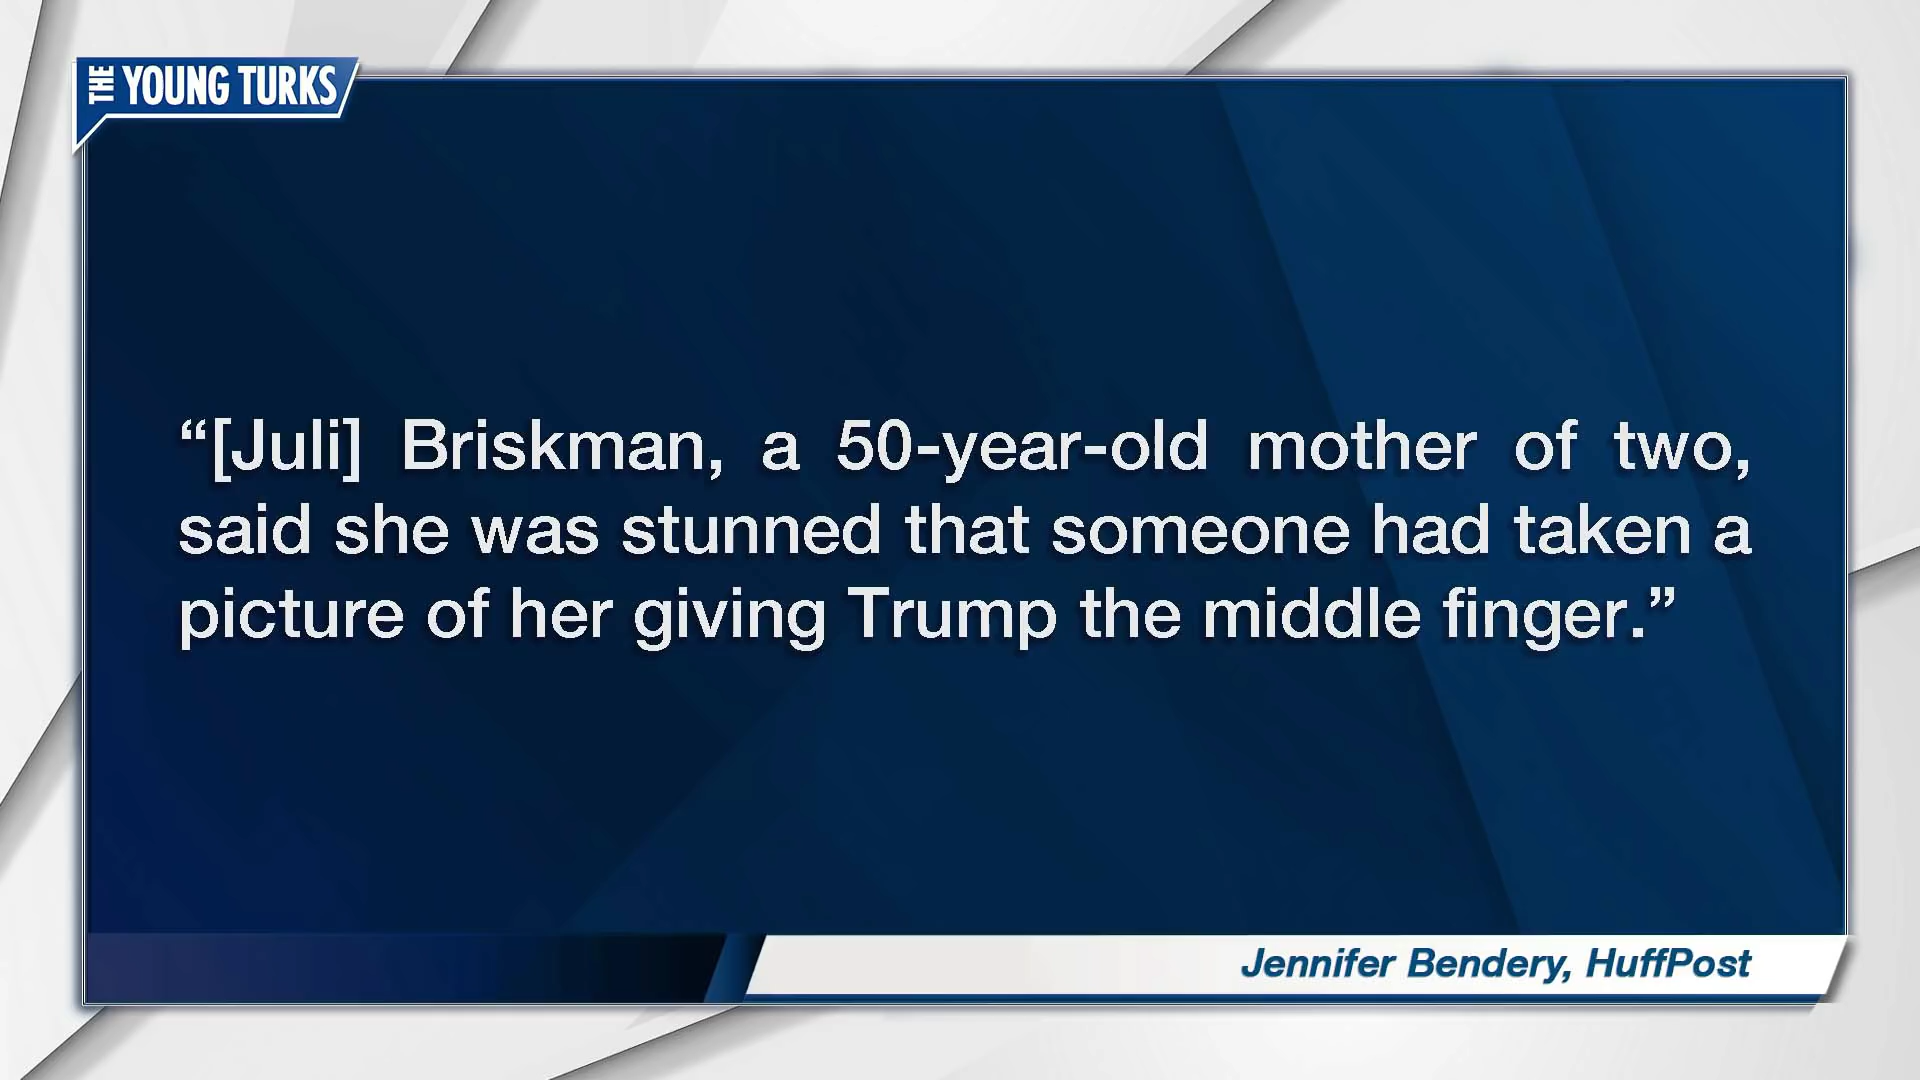 THE YOUNG TURKS
“[Juli] Briskman, a 50-year-old mother of two,
said she was stunned that someone had taken a
picture of her giving Trump the middle finger.”
Jennifer Bendery, HuffPost